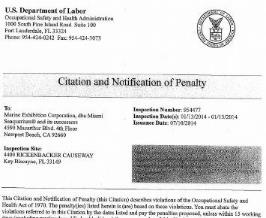 U.S. Department of Labor
Occupational Safety and Health Administration
1000 South Pine Island Road, Suite 100
Fort Lauderdale, FL 33324
Phone: 954-424-0242 Fax: 954-424-3073
Citation and Notification of Penalty
To:
Marine Exhibition Corporation, dba Miami
Seaquarium and its successors
4590 MacArthur Blvd. 4th Floor
Newport Beach, CA 92660
Inspection Site:
4400 RICKENBACKER CAUSEWAY
Key Biscayne, FL 33149
Inspection Number: 954477
Inspection Date(s): 01/13/2014 - 01/13/2014
Issuance Date: 07/10/2014
This Citation and Notification of Penalty (this Citation) describes violations of the Occupational Safety and
Health Act of 1970. The penalty(ies) listed herein is (are) based on these violations. You must abate the
violations referred to in this Citation by the dates listed and pay the penalties proposed, unless within 15 working